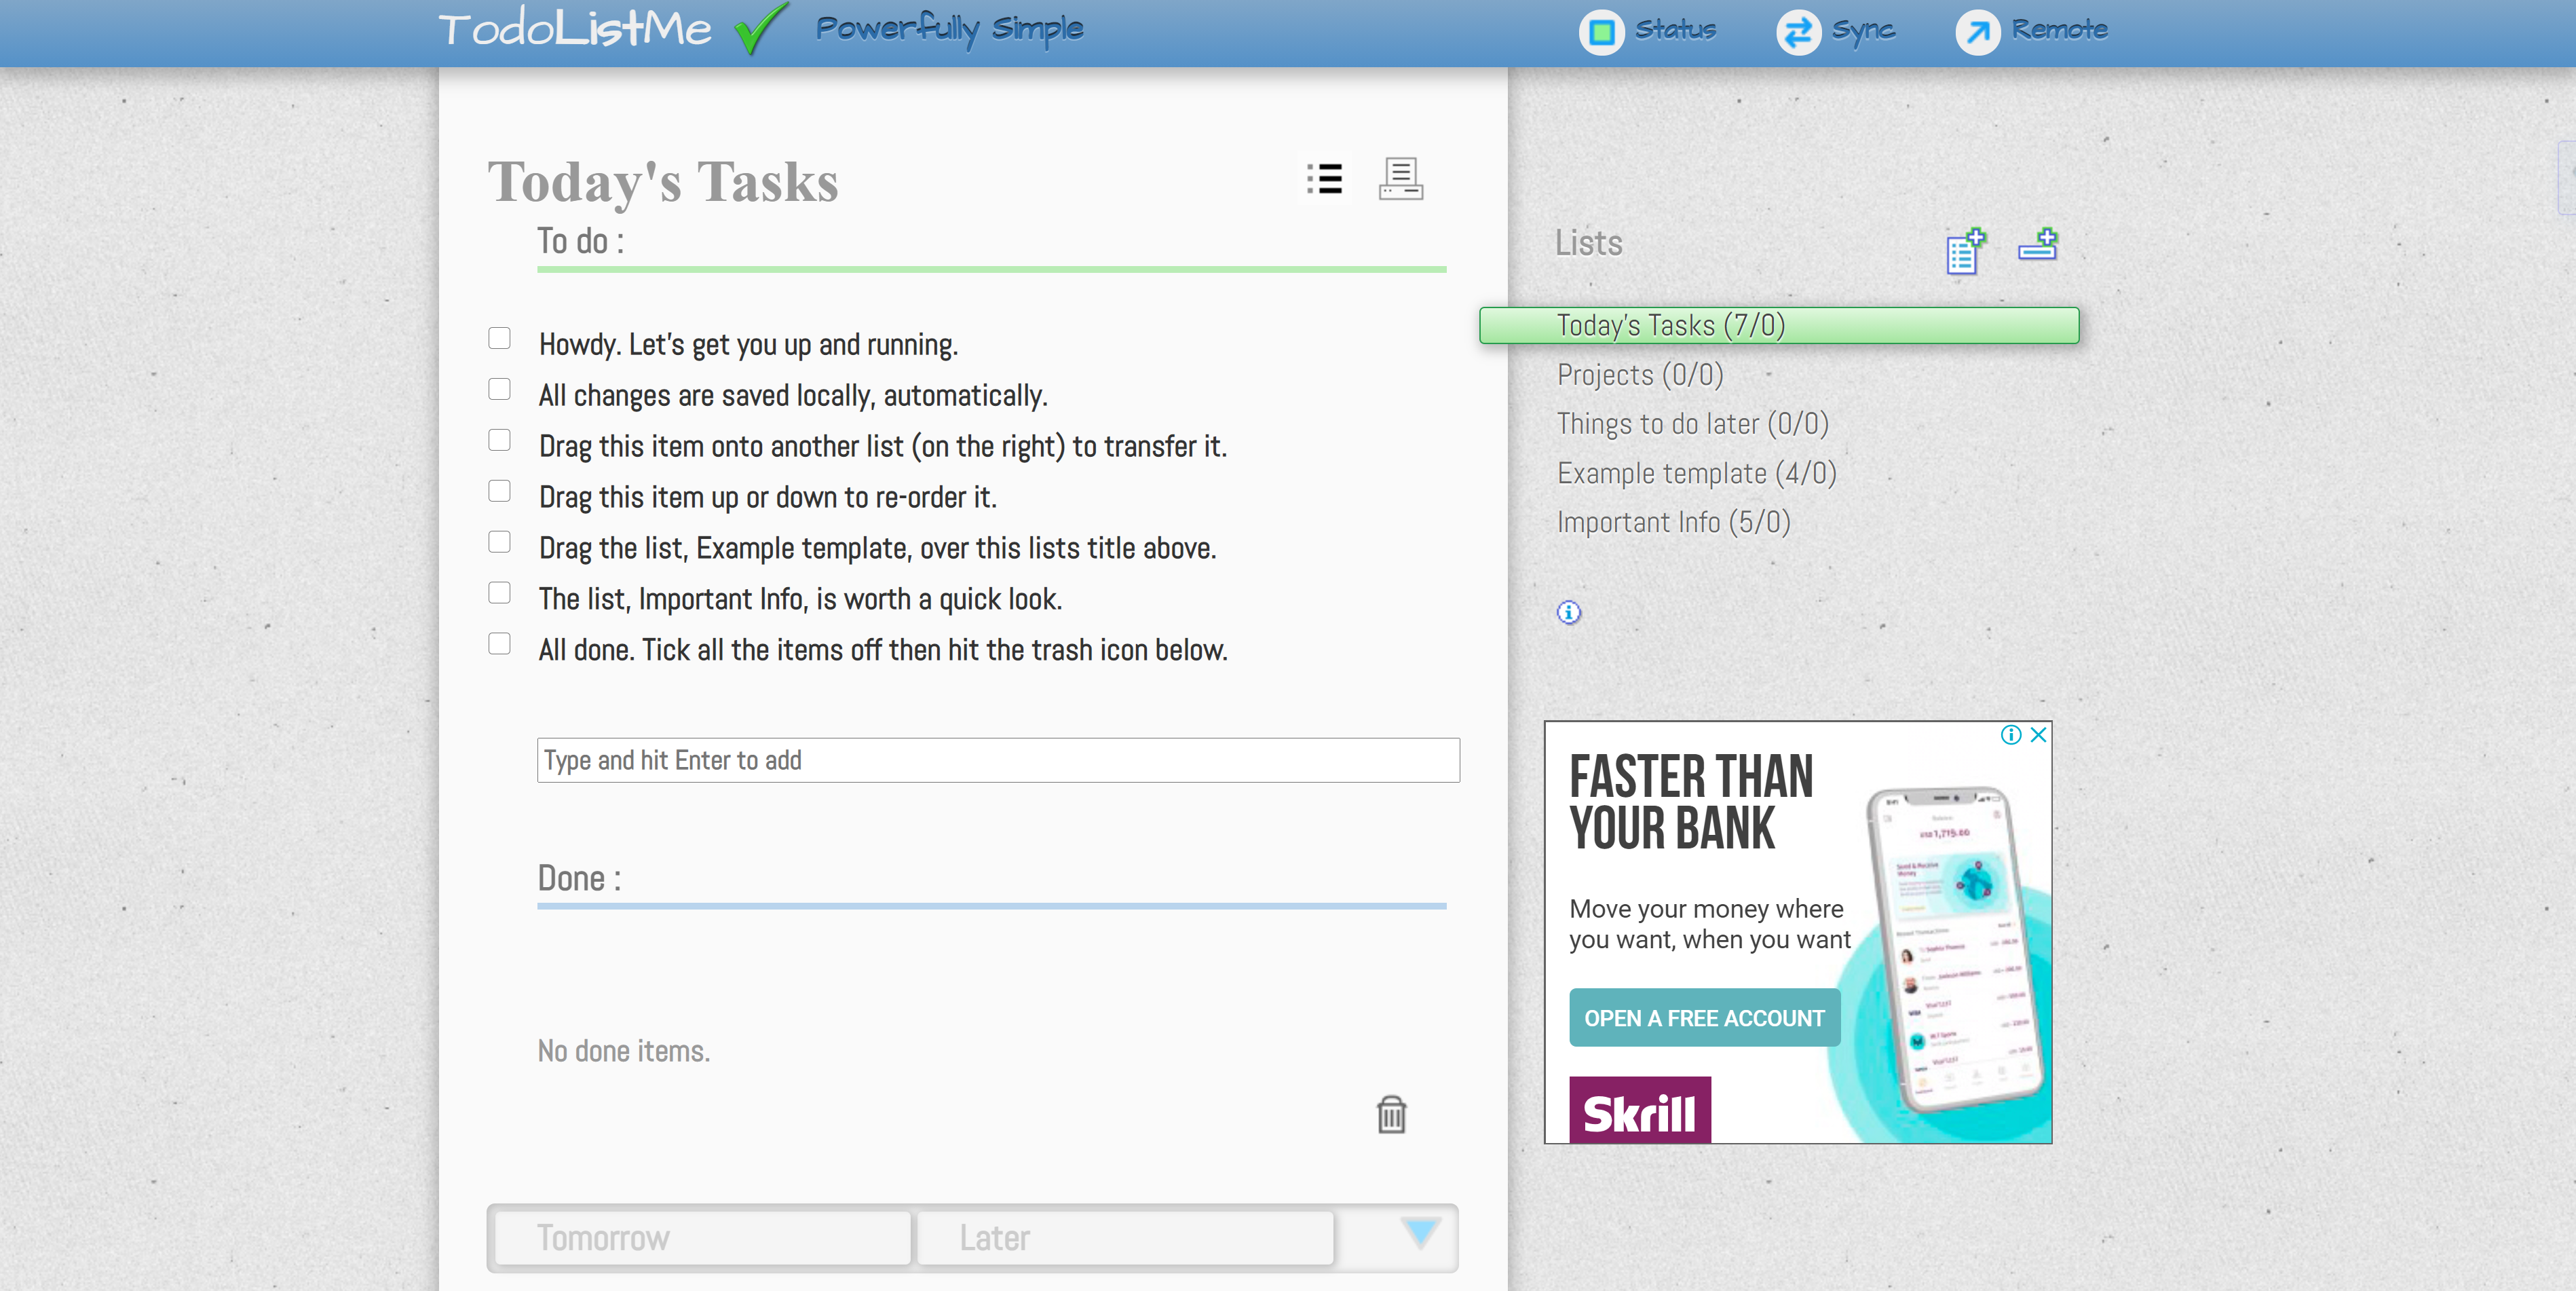 TodoListMe
Powerfully Simple
Status
Sync
Remote
Today's Tasks
To do :
Howdy. Let's get you up and running.
All changes are saved locally, automatically.
Drag this item onto another list (on the right) to transfer it.
Drag this item up or down to re-order it.
Drag the list, Example template, over this lists title above.
The list, Important Info, is worth a quick look.
All done. Tick all the items off then hit the trash icon below.
Type and hit Enter to add
Done :
No done items.
Tomorrow
Later
Lists
Today's Tasks (7/0)
Projects (0/0)
Things to do later (0/0)
Example template (4/0)
Important Info (5/0)
FASTER THAN
YOUR BANK
Move your money where
you want, when you want
OPEN A FREE ACCOUNT
Skrill